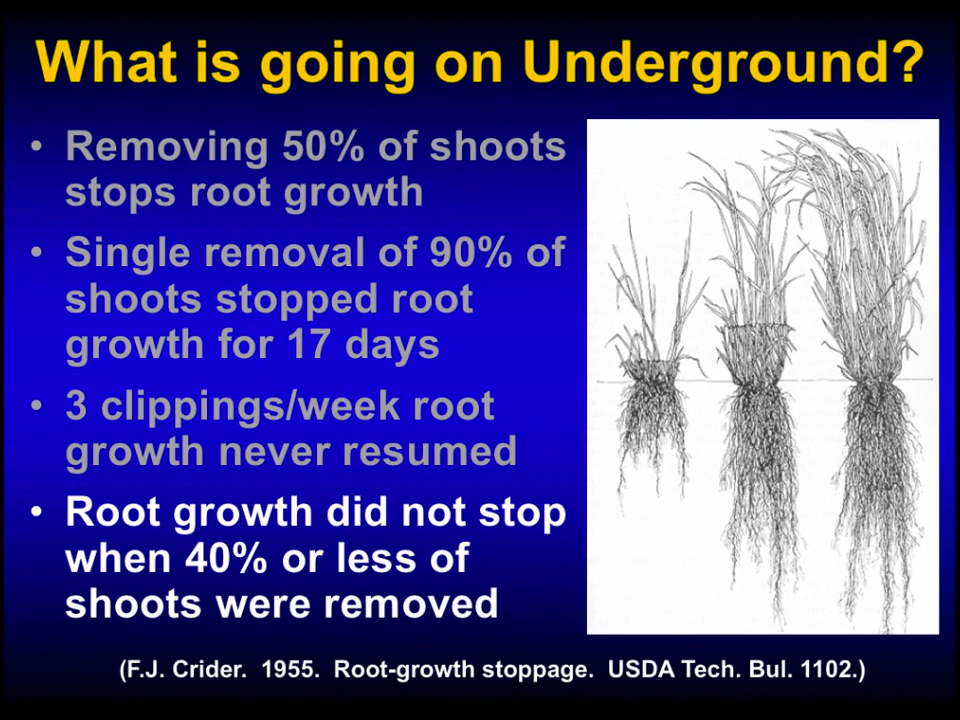 What is going on Underground?
• Removing 50% of shoots
stops root growth
• Single removal of 90% of
shoots stopped root
growth for 17 days
• 3 clippings/week root
growth never resumed
• Root growth did not stop
when 40% or less of
shoots were removed
(F.J. Crider. 1955. Root-growth stoppage. USDA Tech. Bul. 1102.)